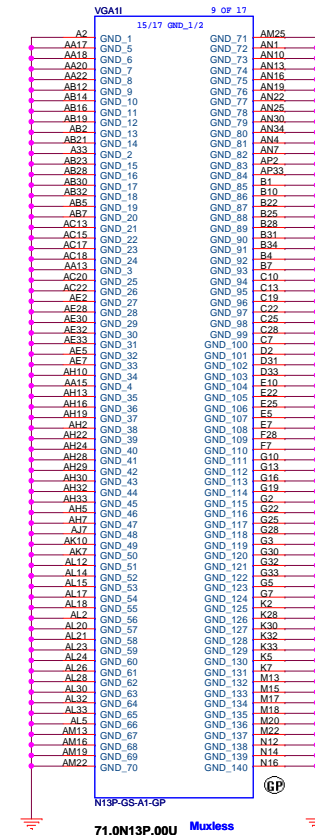 VGA1I 9 OF 17
15/17 GND_1/2
A2 GND_1 GND_71 AM25
AA17 GND_5 GND_72 AN1
AA18 GND_6 GND_73 AN10
AA20 GND_7 GND_74 AN13
AA22 GND_8 GND_75 AN16
AB12 GND_9 GND_76 AN19
AB14 GND_10 GND_77 AN22
AB16 GND_11 GND_78 AN25
AB19 GND_12 GND_79 AN30
AB2 GND_13 GND_80 AN34
AB21 GND_14 GND_81 AN4
A33 GND_2 GND_82 AN7
AB23 GND_15 GND_83 AP2
AB28 GND_16 GND_84 AP33
AB30 GND_17 GND_85 B1
AB32 GND_18 GND_86 B10
AB5 GND_19 GND_87 B22
AB7 GND_20 GND_88 B25
AC13 GND_21 GND_89 B28
AC15 GND_22 GND_90 B31
AC17 GND_23 GND_91 B34
AC18 GND_24 GND_92 B4
AA13 GND_3 GND_93 B7
AC20 GND_25 GND_94 C10
AC22 GND_26 GND_95 C13
AE2 GND_27 GND_96 C19
AE28 GND_28 GND_97 C22
AE30 GND_29 GND_98 C25
AE32 GND_30 GND_99 C28
AE33 GND_31 GND_100 C7
AE5 GND_32 GND_101 D2
AE7 GND_33 GND_102 D31
AH10 GND_34 GND_103 D33
AA15 GND_4 GND_104 E10
AH13 GND_35 GND_105 E22
AH16 GND_36 GND_106 E25
AH19 GND_37 GND_107 E5
AH2 GND_38 GND_108 E7
AH22 GND_39 GND_109 F28
AH24 GND_40 GND_110 F7
AH28 GND_41 GND_111 G10
AH29 GND_42 GND_112 G13
AH30 GND_43 GND_113 G16
AH32 GND_44 GND_114 G19
AH33 GND_45 GND_115 G2
AH5 GND_46 GND_116 G22
AH7 GND_47 GND_117 G25
AJ7 GND_48 GND_118 G28
AK10 GND_49 GND_119 G3
AK7 GND_50 GND_120 G30
AL12 GND_51 GND_121 G32
AL14 GND_52 GND_122 G33
AL15 GND_53 GND_123 G5
AL17 GND_54 GND_124 G7
AL18 GND_55 GND_125 K2
AL2 GND_56 GND_126 K28
AL20 GND_57 GND_127 K30
AL21 GND_58 GND_128 K32
AL23 GND_59 GND_129 K33
AL24 GND_60 GND_130 K5
AL26 GND_61 GND_131 K7
AL28 GND_62 GND_132 M13
AL30 GND_63 GND_133 M15
AL32 GND_64 GND_134 M17
AL33 GND_65 GND_135 M18
AL5 GND_66 GND_136 M20
AM13 GND_67 GND_137 M22
AM16 GND_68 GND_138 N12
AM19 GND_69 GND_139 N14
AM22 GND_70 GND_140 N16
GP
N13P-GS-A1-GP
71.0N13P.00U Muxless